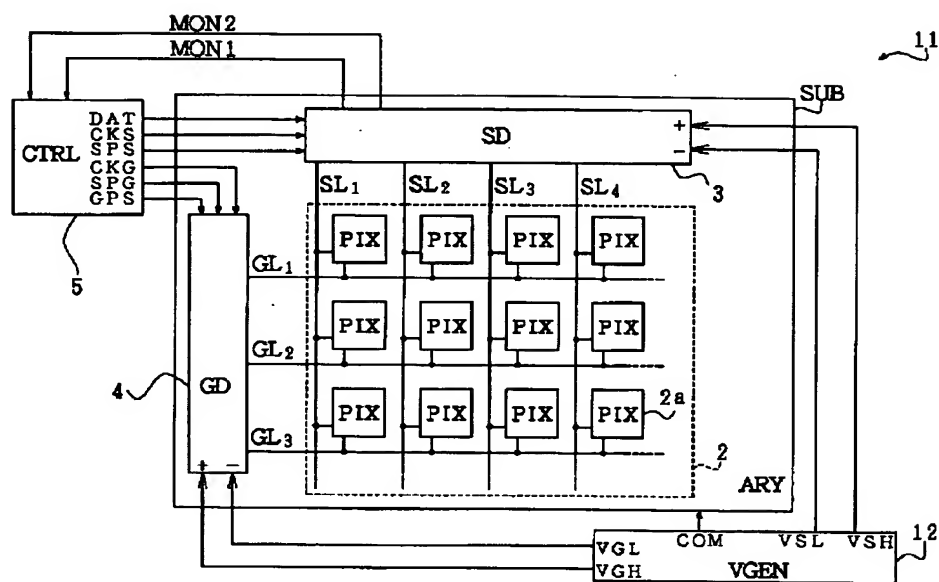 MON2
MON1
11
SUB
DAT
CKS
SPS
CKG
SPG
GPS
CTRL
5
SD
+
−
3
SL1 SL2 SL3 SL4
PIX PIX PIX PIX
GL1
PIX PIX PIX PIX
GL2
4
GD
PIX PIX PIX PIX
2a
GL3
2
+ −
ARY
COM VSL VSH
12
VGL
VGH
VGEN